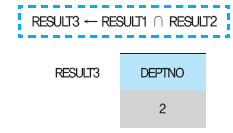 RESULT3 ← RESULT1 ∩ RESULT2
RESULT3 DEPTNO
2